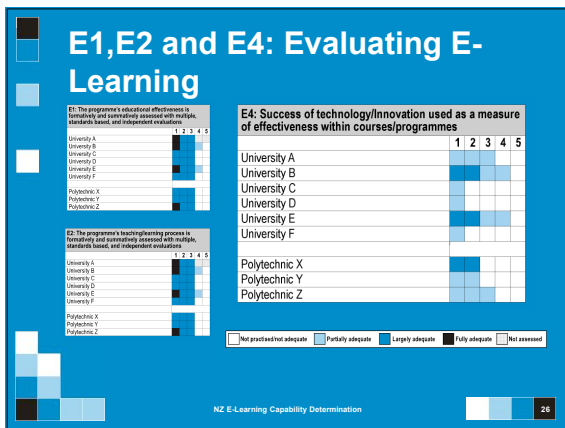 E1,E2 and E4: Evaluating E-
Learning
E1: The programme's educational effectiveness is
formatively and summatively assessed with multiple,
standards based, and independent evaluations
1 2 3 4 5
University A
University B
University C
University D
University E
University F
Polytechnic X
Polytechnic Y
Polytechnic Z
E2: The programme's teaching/learning process is
formatively and summatively assessed with multiple,
standards based, and independent evaluations
1 2 3 4 5
University A
University B
University C
University D
University E
University F
Polytechnic X
Polytechnic Y
Polytechnic Z
E4: Success of technology/Innovation used as a measure
of effectiveness within courses/programmes
1 2 3 4 5
University A
University B
University C
University D
University E
University F
Polytechnic X
Polytechnic Y
Polytechnic Z
Not practised/not adequate Partially adequate Largely adequate Fully adequate Not assessed
NZ E-Learning Capability Determination
26